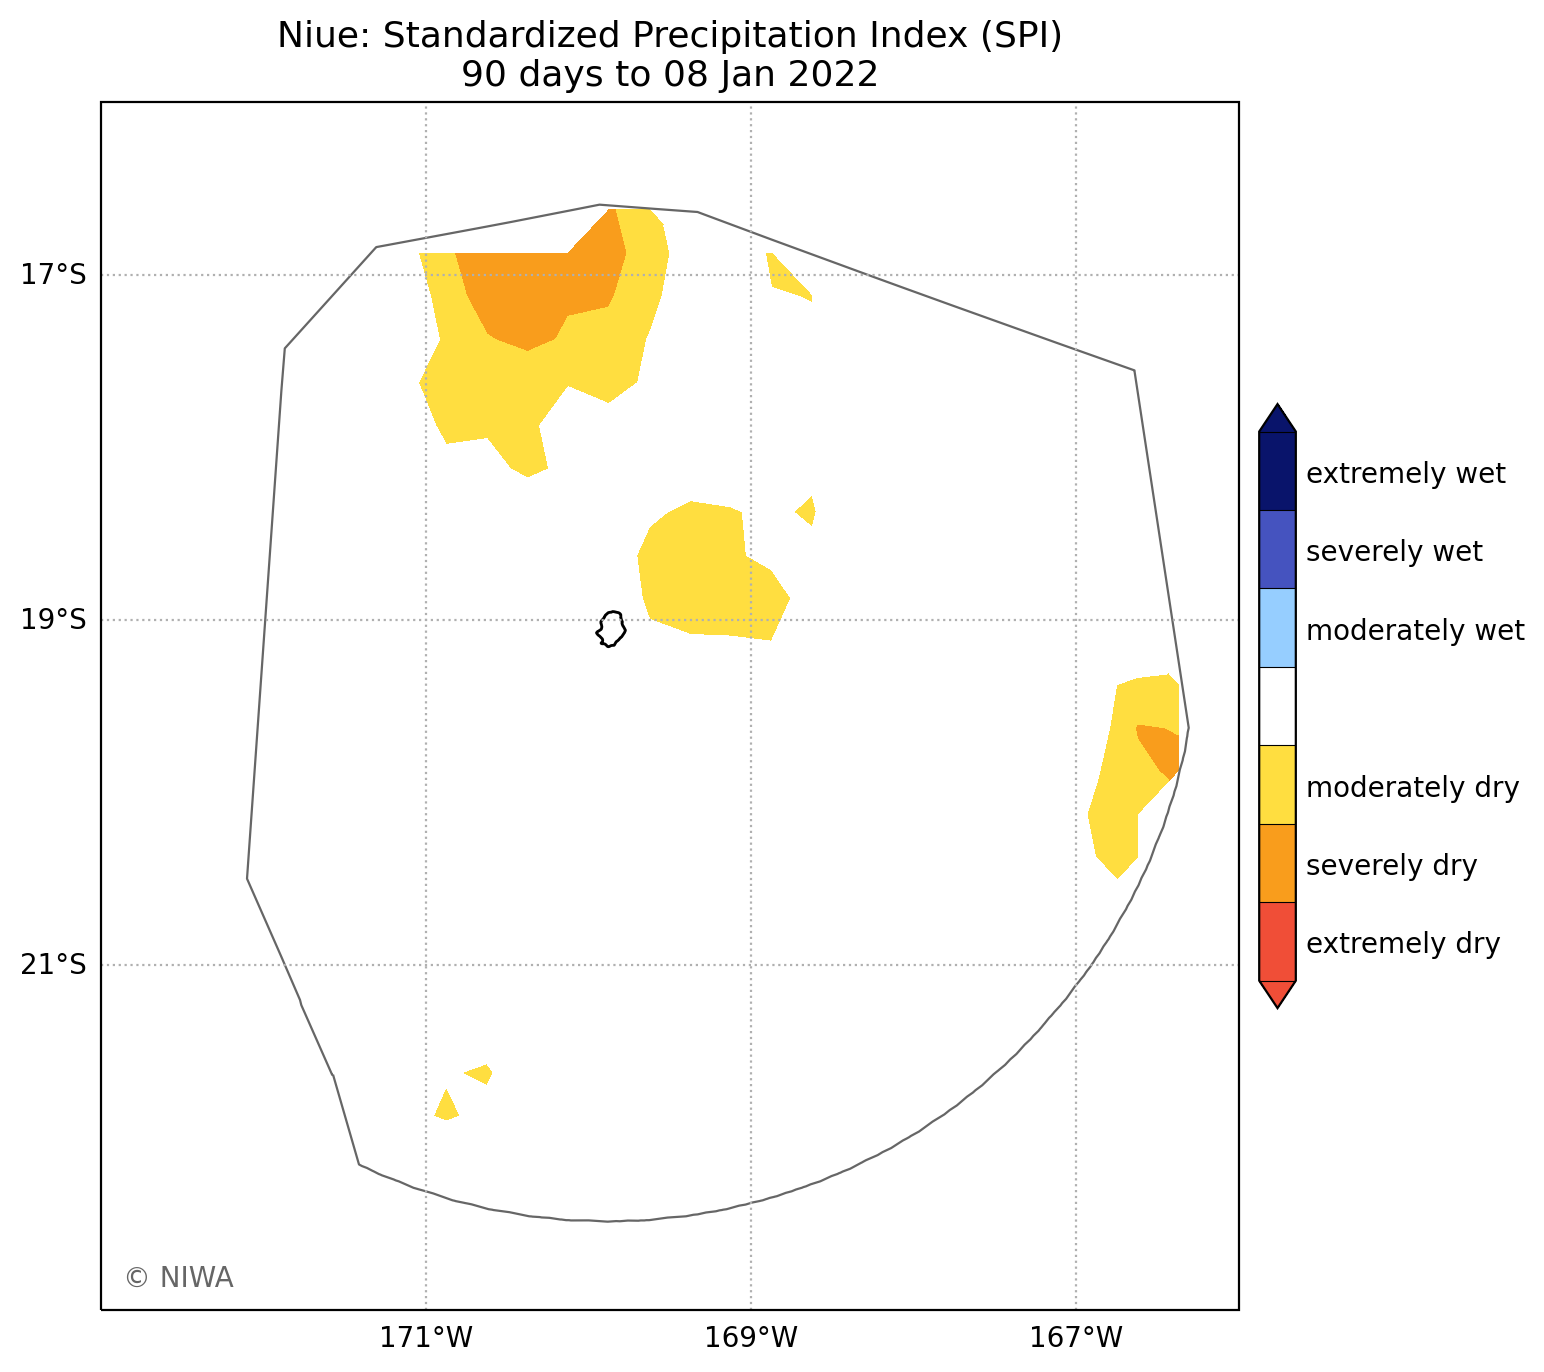 Niue: Standardized Precipitation Index (SPI)
90 days to 08 Jan 2022
17°S
19°S
21°S
171°W
169°W
167°W
extremely wet
severely wet
moderately wet
moderately dry
severely dry
extremely dry
© NIWA